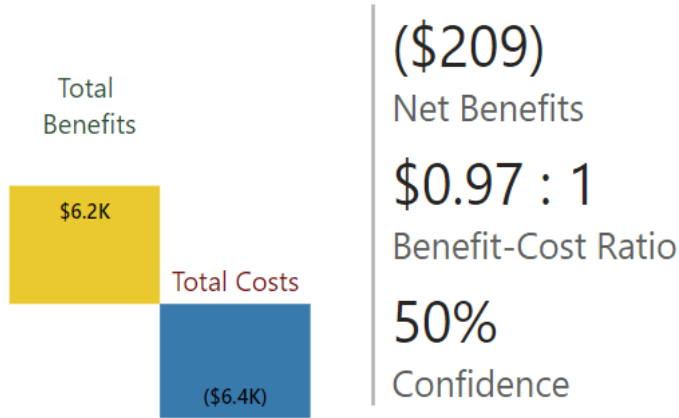 Total
Benefits
$6.2K
Total Costs
($6.4K)
($209)
Net Benefits
$0.97 : 1
Benefit-Cost Ratio
50%
Confidence